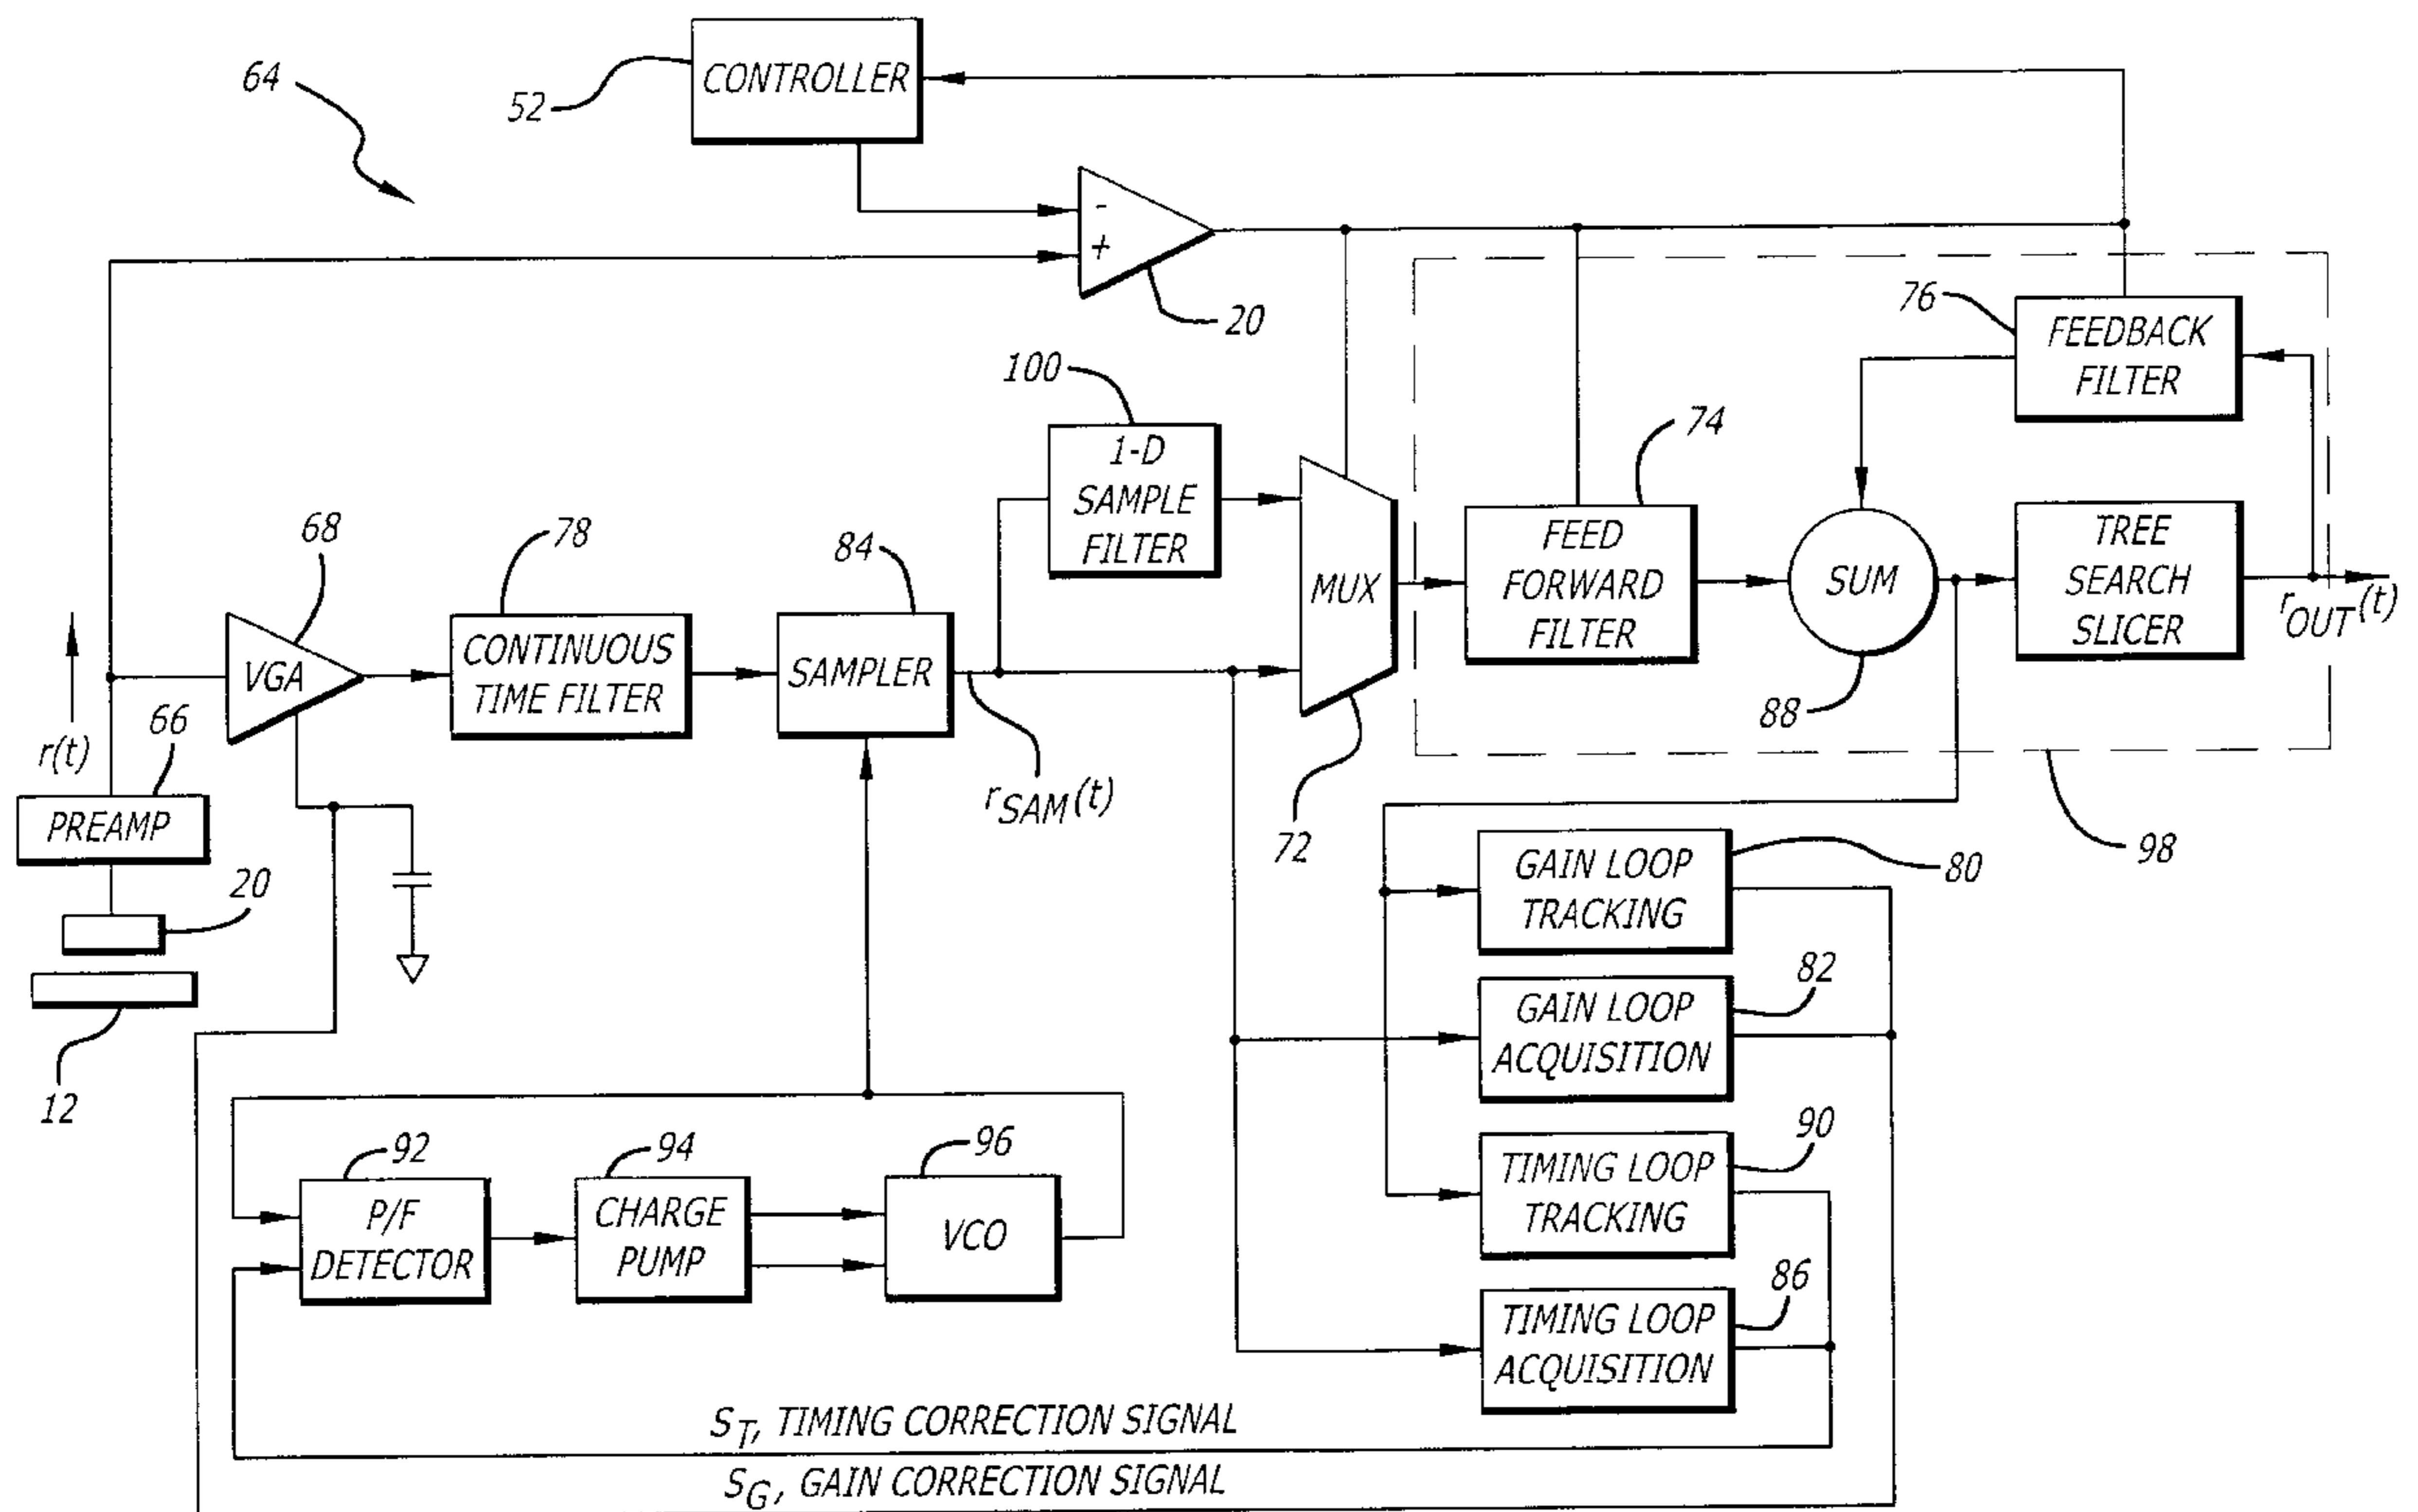 64
52
CONTROLLER
-
+
20
76
FEEDBACK
FILTER
100
1-D
SAMPLE
FILTER
74
68
78
84
VGA
CONTINUOUS
TIME FILTER
SAMPLER
MUX
FEED
FORWARD
FILTER
SUM
TREE
SEARCH
SLICER
rOUT(t)
r(t)
66
PREAMP
rSAM(t)
72
88
98
20
12
GAIN LOOP
TRACKING
80
GAIN LOOP
ACQUISITION
82
TIMING LOOP
TRACKING
90
TIMING LOOP
ACQUISITION
86
92
P/F
DETECTOR
94
CHARGE
PUMP
96
VCO
ST, TIMING CORRECTION SIGNAL
SG, GAIN CORRECTION SIGNAL